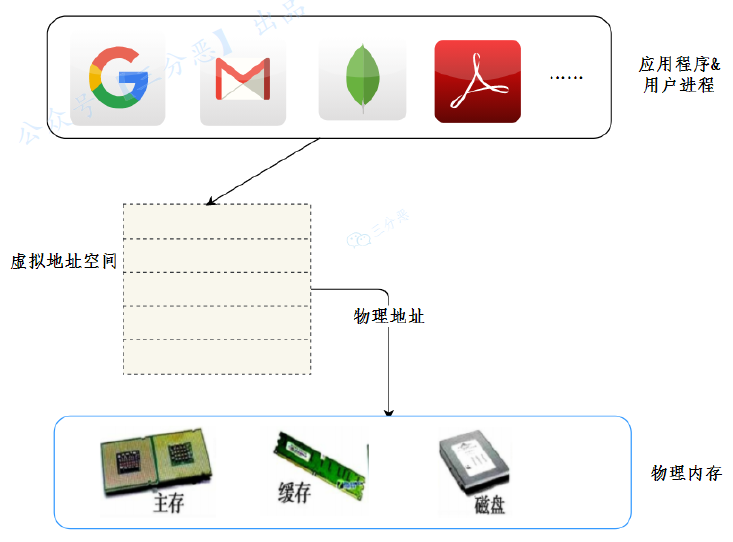 公众号【三分恶】出品
应用程序&
用户进程
······
三分恶
虚拟地址空间
物理地址
主存
缓存
磁盘
物理内存